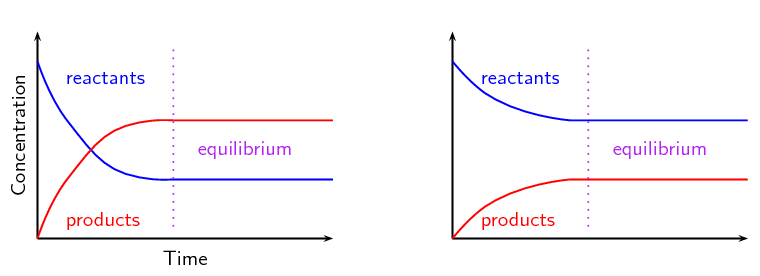 reactants
equilibrium
products
Concentration
Time
reactants
equilibrium
products